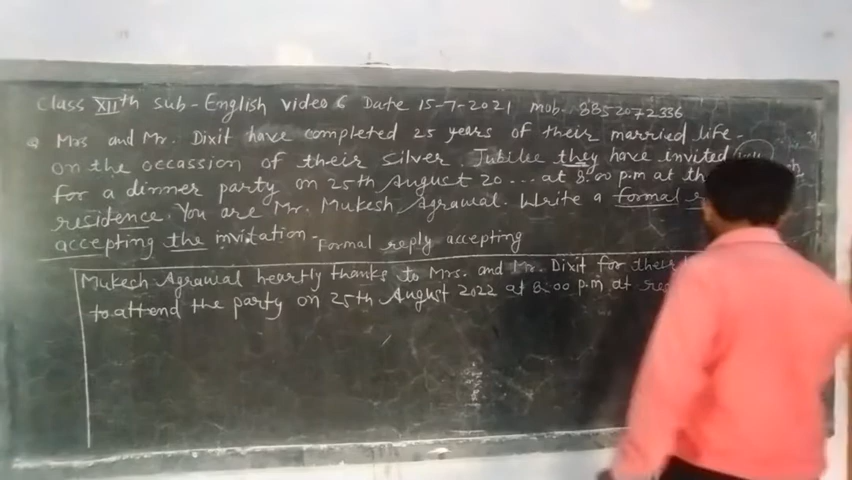 Class XIIth sub- English video 6 Date 15-7-2021 mob. 8852072336
Q Mrs and Mr. Dixit have completed 25 years of their married life.
on the occassion of their silver. Jubilee they have invited
for a dinner party on 25th August 20... at 8:00 p.m at
residence. You are Mr. Mukesh Agrawal. Write a formal
accepting the invitation.
Formal reply accepting
Mukesh Agrawal heartly thanks to Mrs. and Mr. Dixit for their
to attend the party on 25th August 2022 at 8:00 p.m at